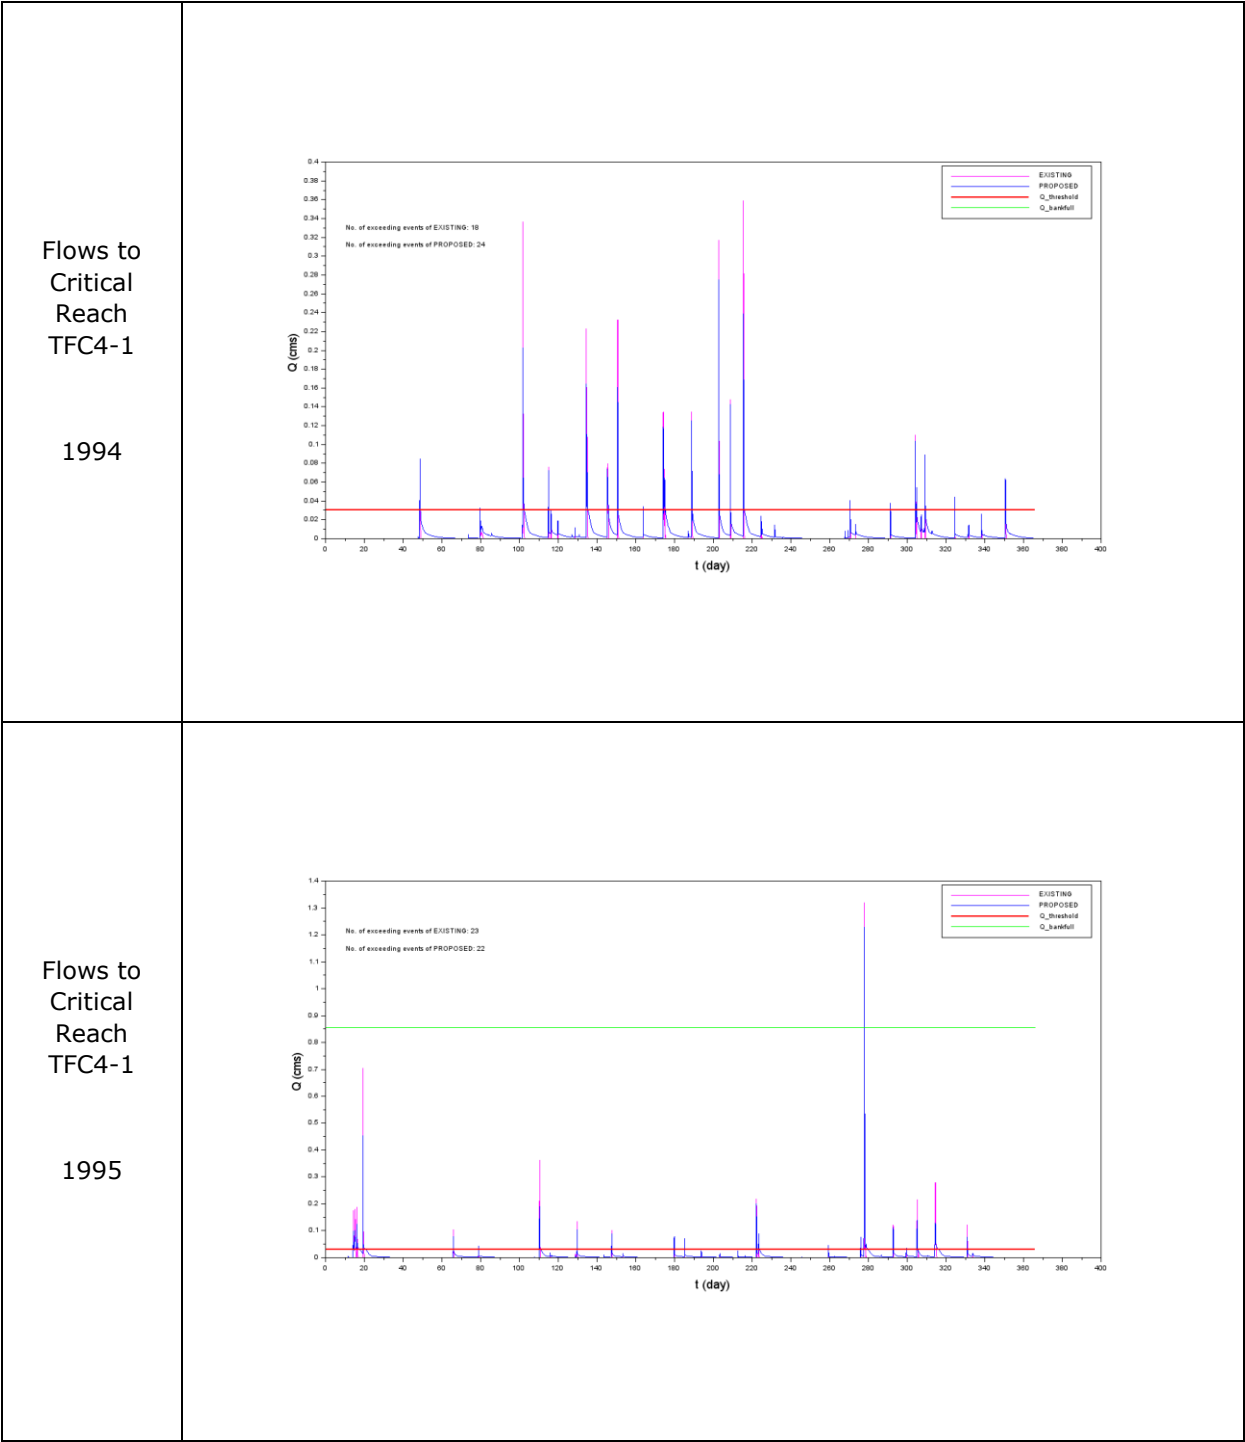 Flows to
Critical
Reach
TFC4-1
1994
0.4
0.38
0.36
0.34
0.32
0.3
0.28
0.26
0.24
0.22
0.2
0.18
0.16
0.14
0.12
0.1
0.08
0.06
0.04
0.02
0
Q (cms)
No. of exceeding events of EXISTING: 18
No. of exceeding events of PROPOSED: 24
EXISTING
PROPOSED
Q_threshold
Q_bankfull
0 20 40 60 80 100 120 140 160 180 200 220 240 260 280 300 320 340 360 380 400
t (day)
Flows to
Critical
Reach
TFC4-1
1995
1.4
1.3
1.2
1.1
1
0.9
0.8
0.7
0.6
0.5
0.4
0.3
0.2
0.1
0
Q (cms)
No. of exceeding events of EXISTING: 23
No. of exceeding events of PROPOSED: 22
EXISTING
PROPOSED
Q_threshold
Q_bankfull
0 20 40 60 80 100 120 140 160 180 200 220 240 260 280 300 320 340 360 380 400
t (day)